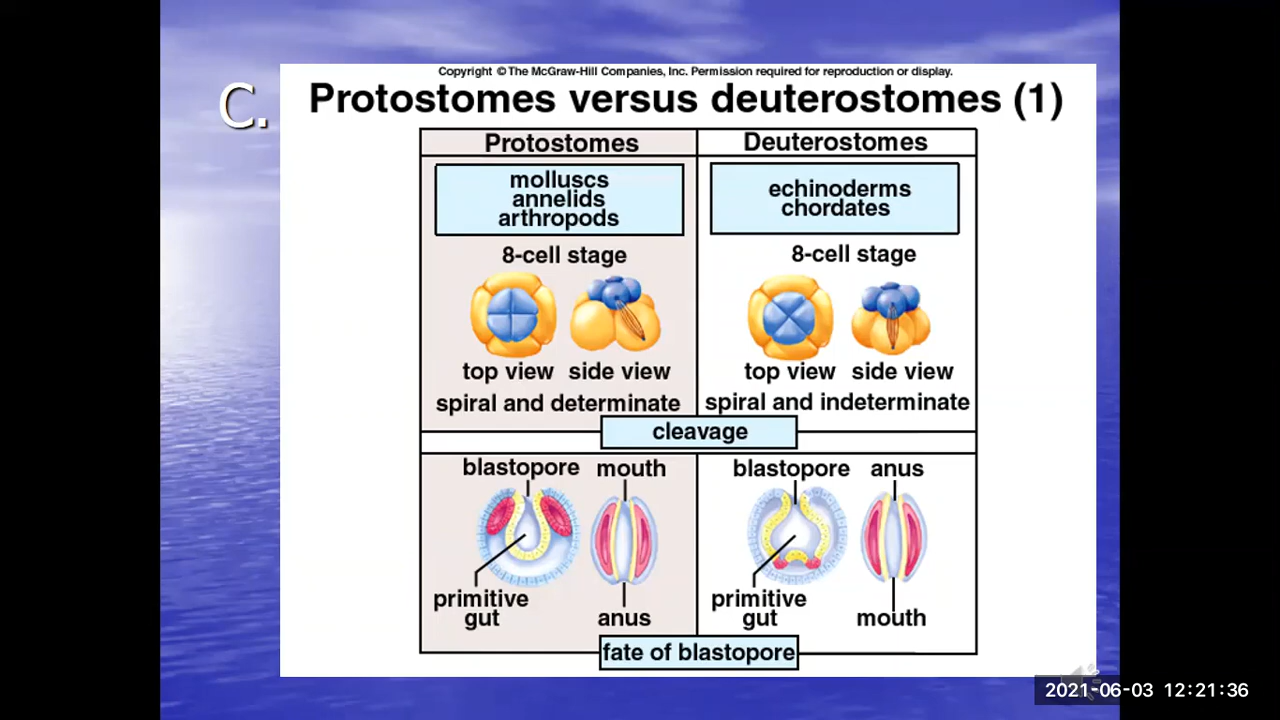 Copyright © The McGraw-Hill Companies, Inc. Permission required for reproduction or display.
C.
Protostomes versus deuterostomes (1)
Protostomes
Deuterostomes
molluscs
annelids
arthropods
echinoderms
chordates
8-cell stage
8-cell stage
top view side view
top view side view
spiral and determinate
spiral and indeterminate
cleavage
blastopore mouth
blastopore anus
primitive
gut
anus
primitive
gut
mouth
fate of blastopore
2021-06-03 12:21:36